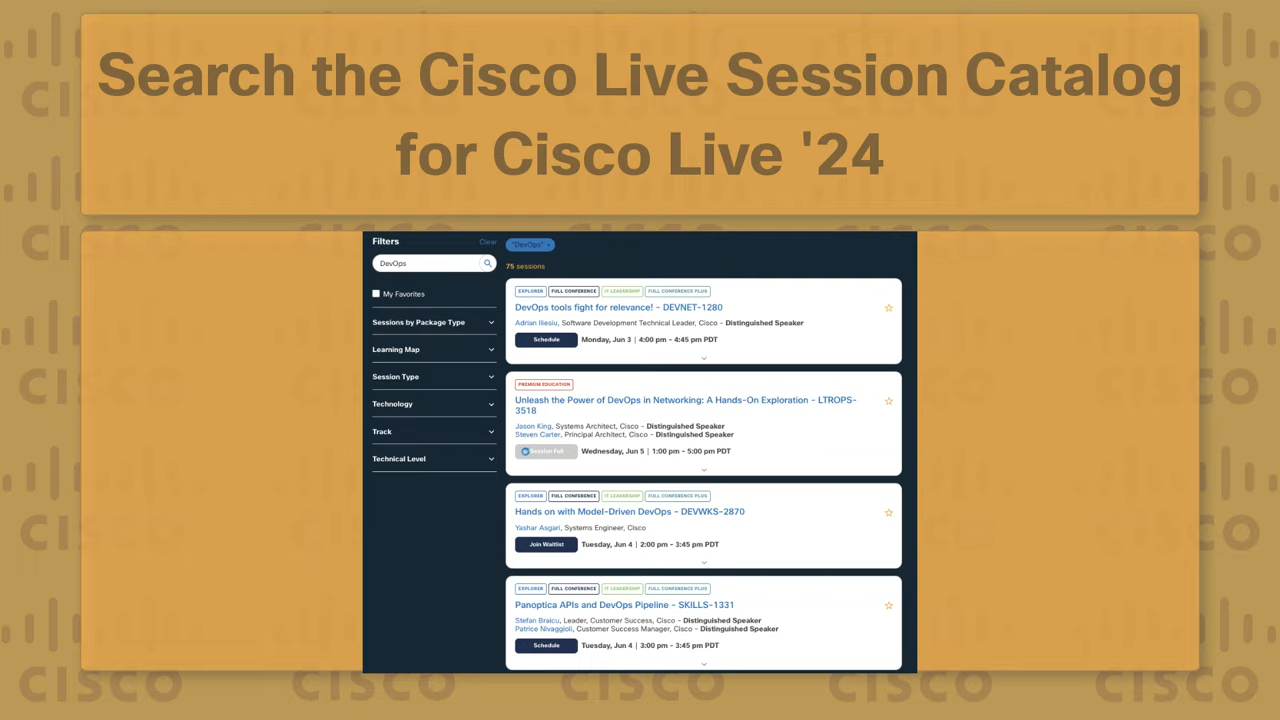 Search the Cisco Live Session Catalog
for Cisco Live '24
Filters
Clear
DevOps
My Favorites
Sessions by Package Type
Learning Map
Session Type
Technology
Track
Technical Level
"DevOps" ×
75 sessions
EXPLORER FULL CONFERENCE IT LEADERSHIP FULL CONFERENCE PLUS
DevOps tools fight for relevance! - DEVNET-1280
Adrian Iliesiu, Software Development Technical Leader, Cisco - Distinguished Speaker
Schedule Monday, Jun 3 | 4:00 pm - 4:45 pm PDT
PREMIUM EDUCATION
Unleash the Power of DevOps in Networking: A Hands-On Exploration - LTROPS-
3518
Jason King, Systems Architect, Cisco - Distinguished Speaker
Steven Carter, Principal Architect, Cisco - Distinguished Speaker
Session Full Wednesday, Jun 5 | 1:00 pm - 5:00 pm PDT
EXPLORER FULL CONFERENCE IT LEADERSHIP FULL CONFERENCE PLUS
Hands on with Model-Driven DevOps - DEVWKS-2870
Yashar Asgari, Systems Engineer, Cisco
Join Waitlist Tuesday, Jun 4 | 2:00 pm - 3:45 pm PDT
EXPLORER FULL CONFERENCE IT LEADERSHIP FULL CONFERENCE PLUS
Panoptica APIs and DevOps Pipeline - SKILLS-1331
Stefan Braicu, Leader, Customer Success, Cisco - Distinguished Speaker
Patrice Nivaggioli, Customer Success Manager, Cisco - Distinguished Speaker
Schedule Tuesday, Jun 4 | 3:00 pm - 3:45 pm PDT
CISCO CISCO CISCO CISCO CISCO